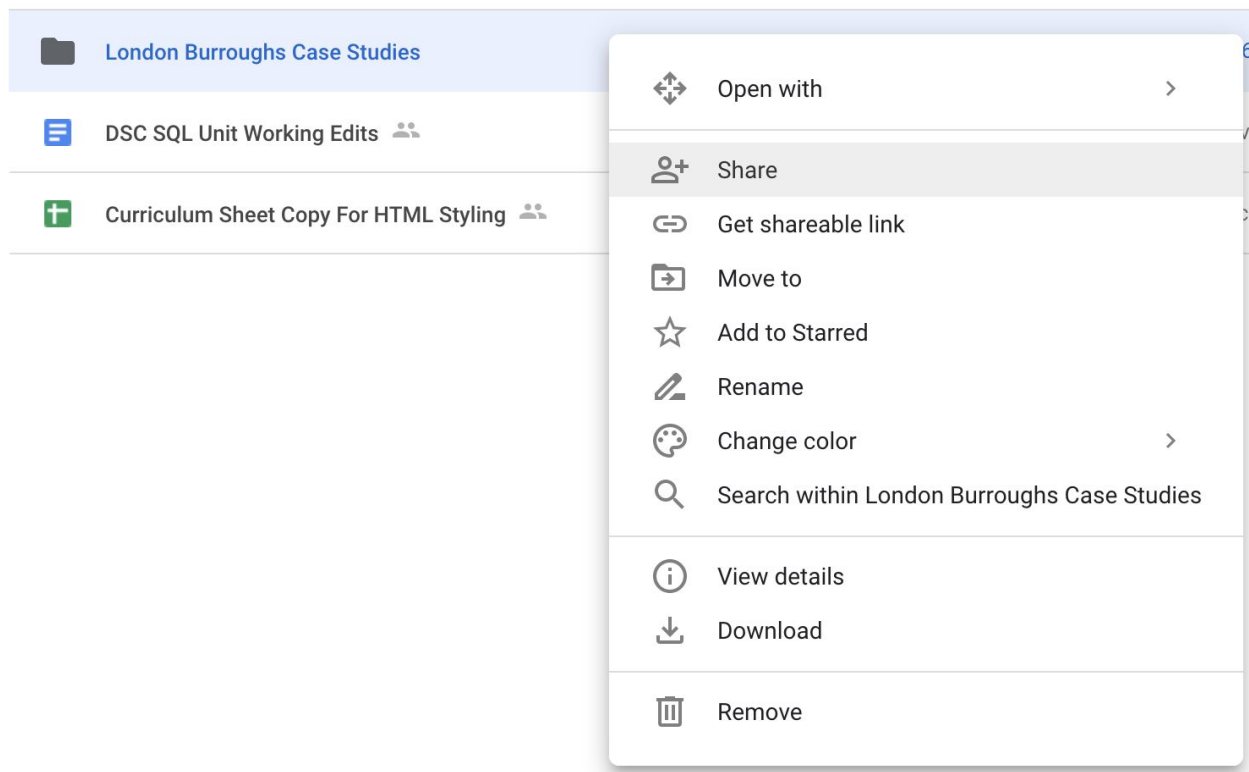 London Burroughs Case Studies
DSC SQL Unit Working Edits
Curriculum Sheet Copy For HTML Styling
Open with
Share
Get shareable link
Move to
Add to Starred
Rename
Change color
Search within London Burroughs Case Studies
View details
Download
Remove